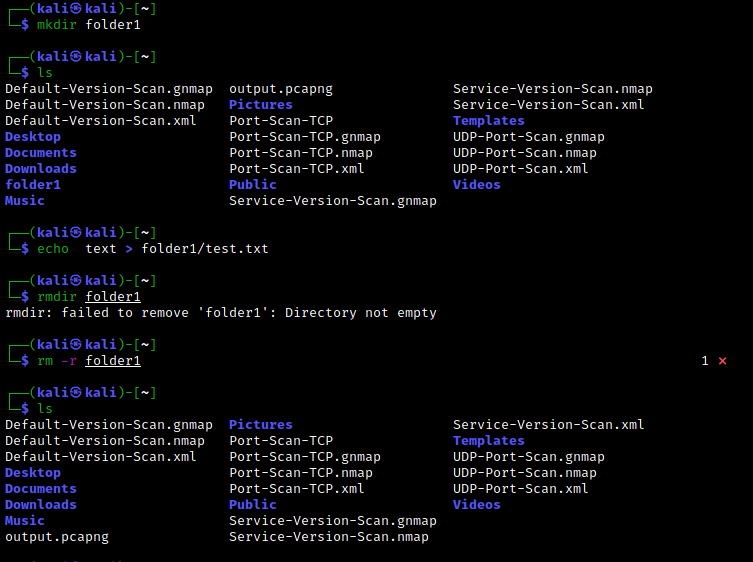 ┌──(kali㉿kali)-[~]
└─$ mkdir folder1
┌──(kali㉿kali)-[~]
└─$ ls
Default-Version-Scan.gnmap  output.pcapng               Service-Version-Scan.nmap
Default-Version-Scan.nmap   Pictures                    Service-Version-Scan.xml
Default-Version-Scan.xml    Port-Scan-TCP               Templates
Desktop                     Port-Scan-TCP.gnmap         UDP-Port-Scan.gnmap
Documents                   Port-Scan-TCP.nmap          UDP-Port-Scan.nmap
Downloads                   Port-Scan-TCP.xml           UDP-Port-Scan.xml
folder1                     Public                      Videos
Music                       Service-Version-Scan.gnmap
┌──(kali㉿kali)-[~]
└─$ echo  text > folder1/test.txt
┌──(kali㉿kali)-[~]
└─$ rmdir folder1
rmdir: failed to remove 'folder1': Directory not empty
┌──(kali㉿kali)-[~]
└─$ rm -r folder1                                                                      1 ⨯
┌──(kali㉿kali)-[~]
└─$ ls
Default-Version-Scan.gnmap  Pictures                    Service-Version-Scan.xml
Default-Version-Scan.nmap   Port-Scan-TCP               Templates
Default-Version-Scan.xml    Port-Scan-TCP.gnmap         UDP-Port-Scan.gnmap
Desktop                     Port-Scan-TCP.nmap          UDP-Port-Scan.nmap
Documents                   Port-Scan-TCP.xml           UDP-Port-Scan.xml
Downloads                   Public                      Videos
Music                       Service-Version-Scan.gnmap
output.pcapng               Service-Version-Scan.nmap